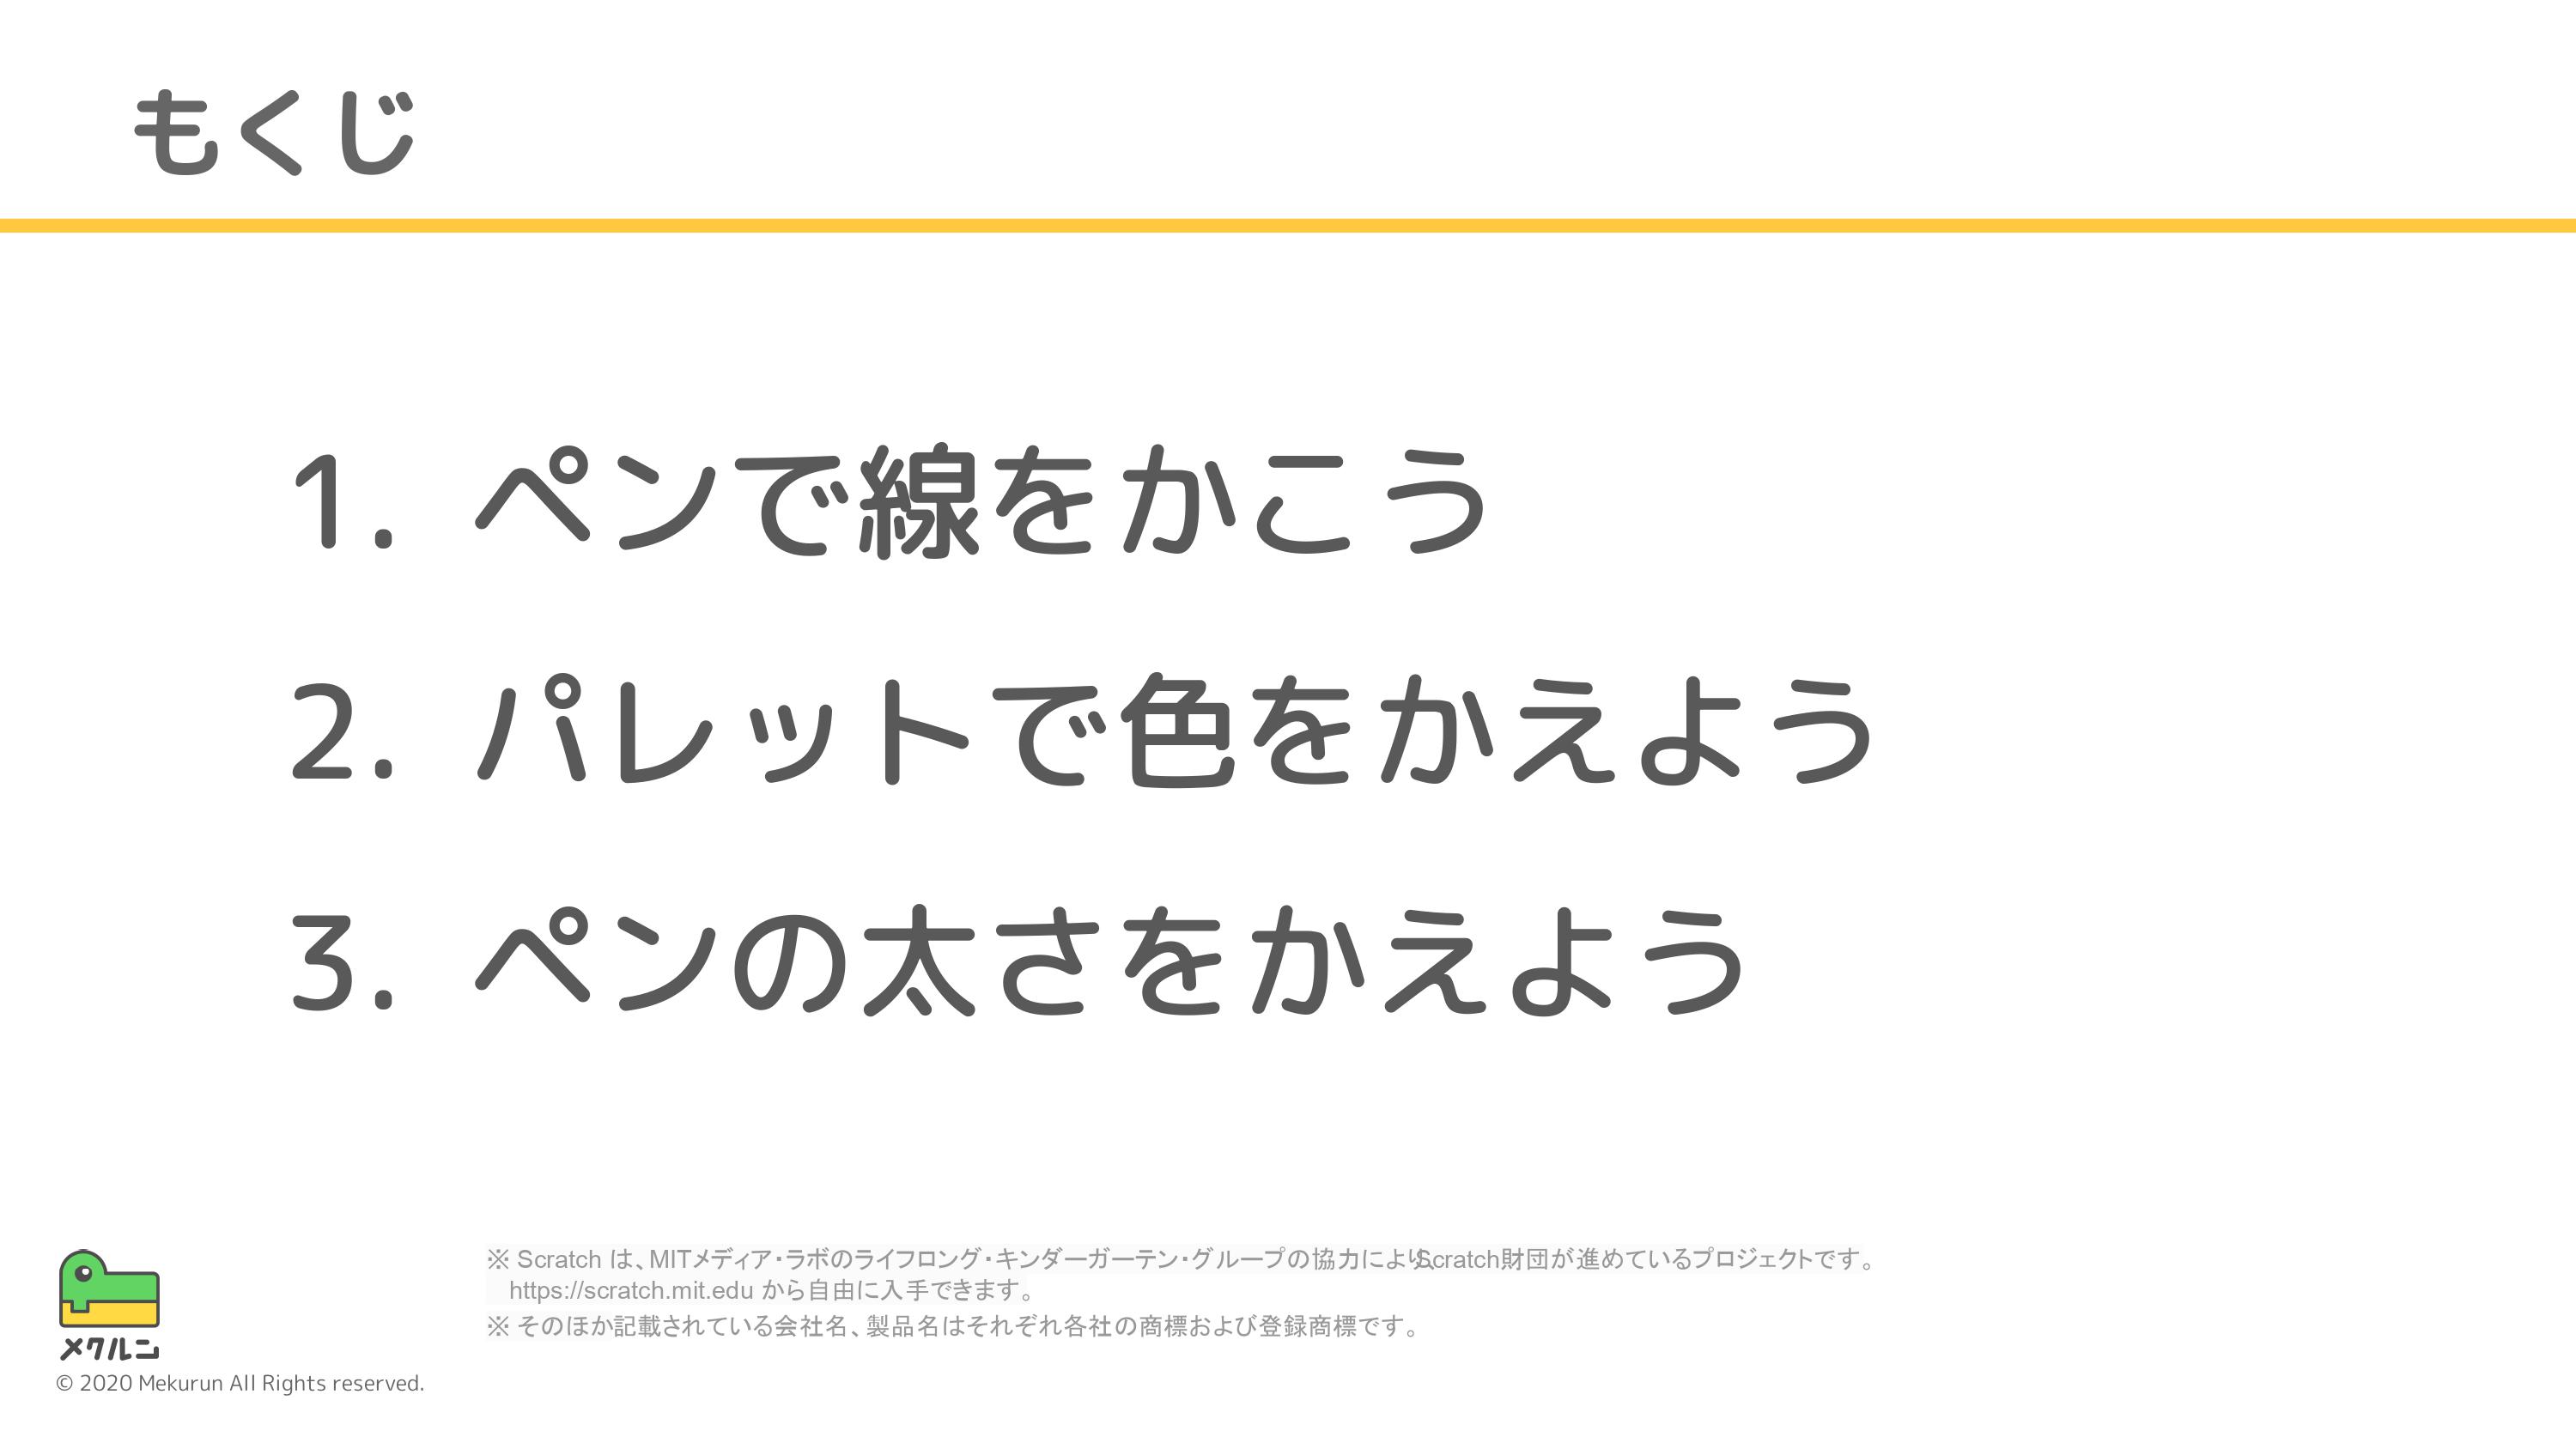 もくじ
1. ペンで線をかこう
2. パレットで色をかえよう
3. ペンの太さをかえよう
※ Scratch は、MITメディア・ラボのライフロング・キンダーガーテン・グループの協力により、Scratch財団が進めているプロジェクトです。
https://scratch.mit.edu から自由に入手できます。
※ そのほか記載されている会社名、製品名はそれぞれ各社の商標および登録商標です。
メクルン
© 2020 Mekurun All Rights reserved.